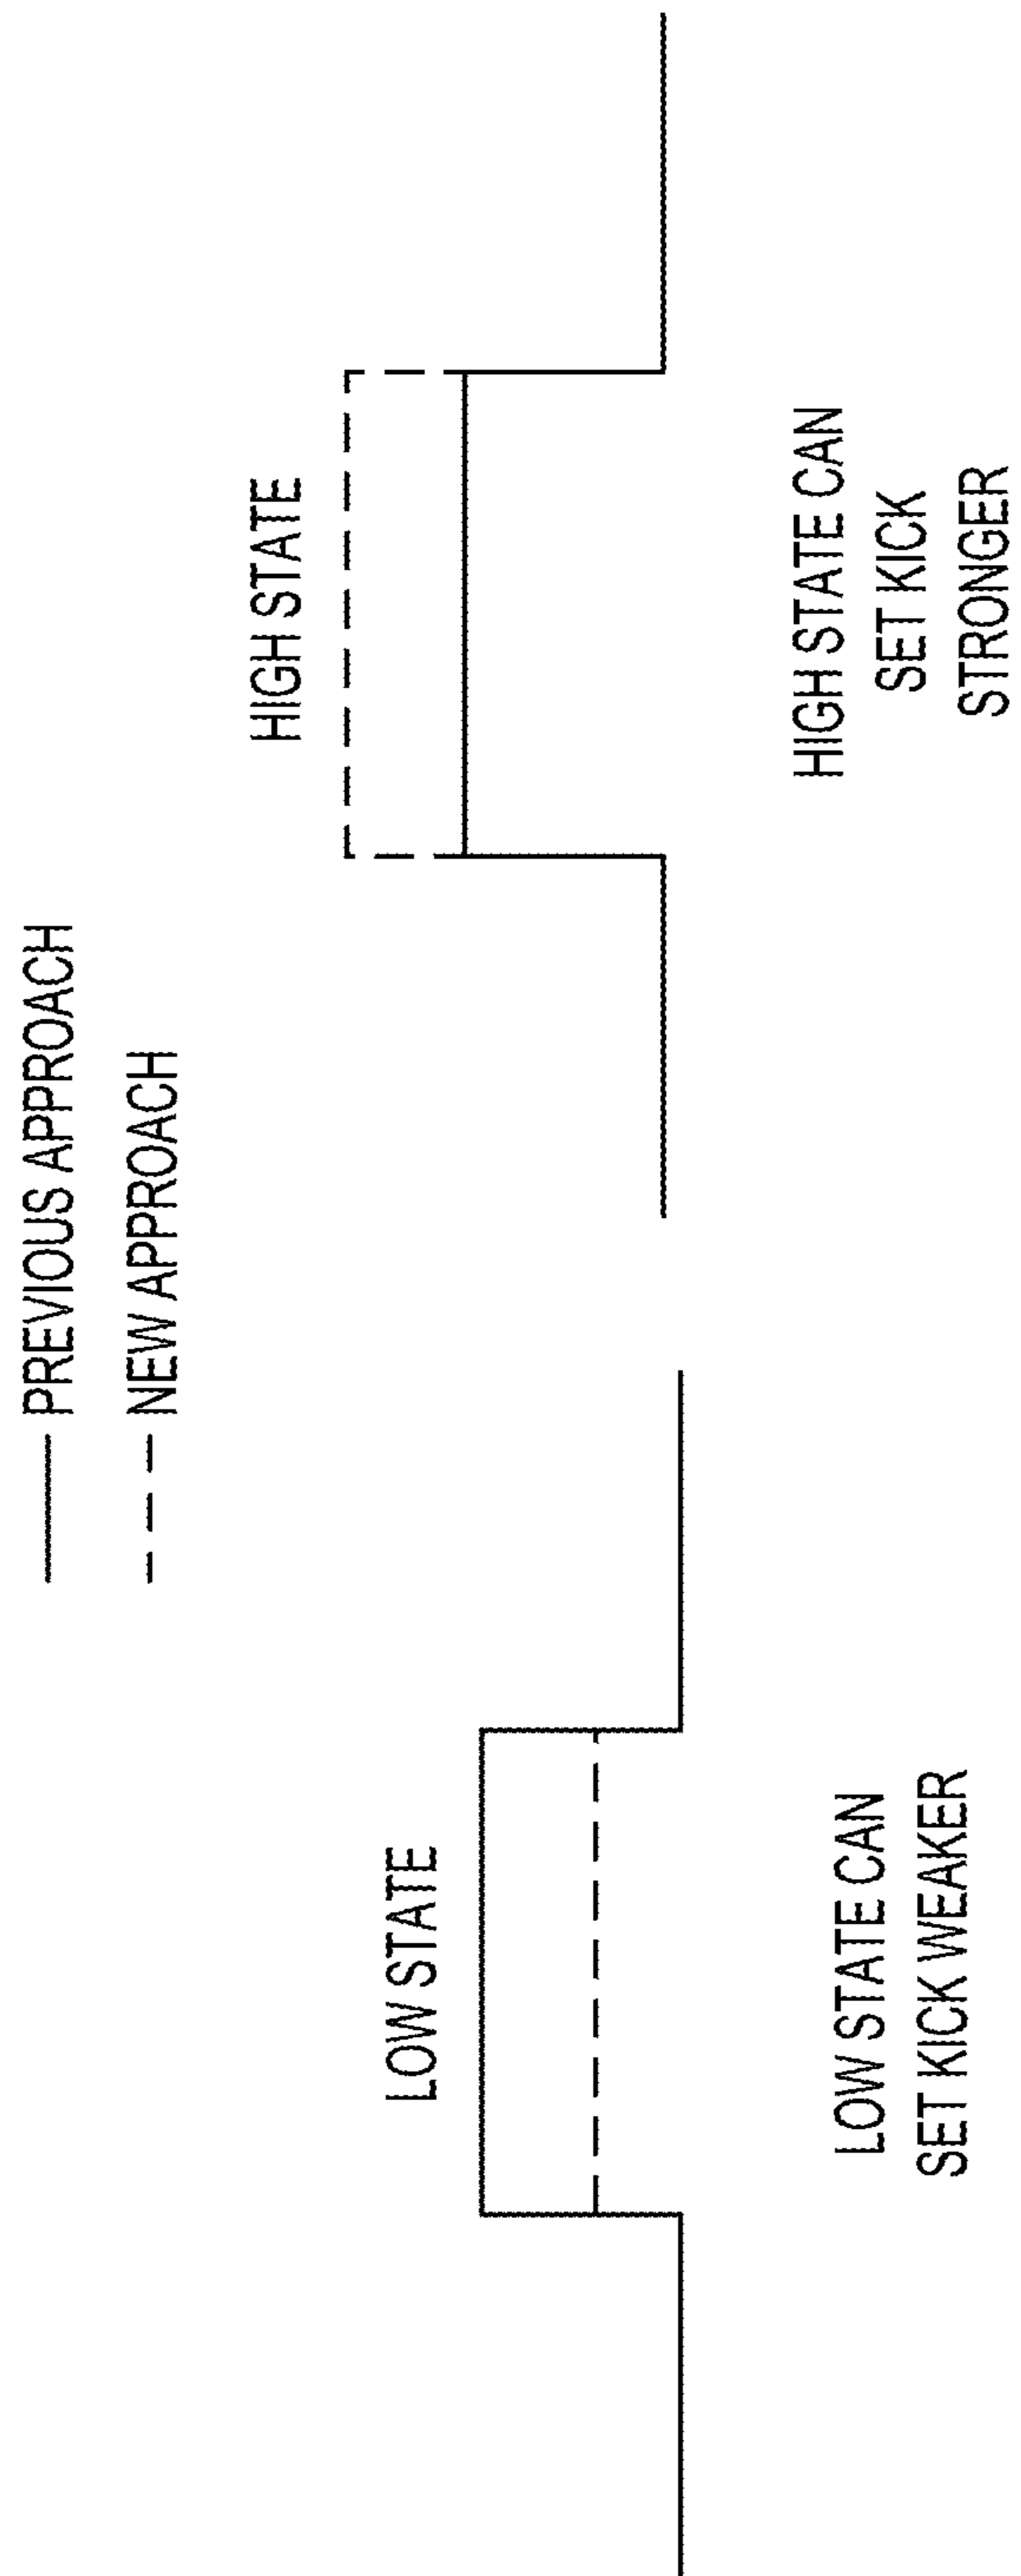 PREVIOUS APPROACH
NEW APPROACH
LOW STATE
LOW STATE CAN
SET KICK WEAKER
HIGH STATE
HIGH STATE CAN
SET KICK
STRONGER